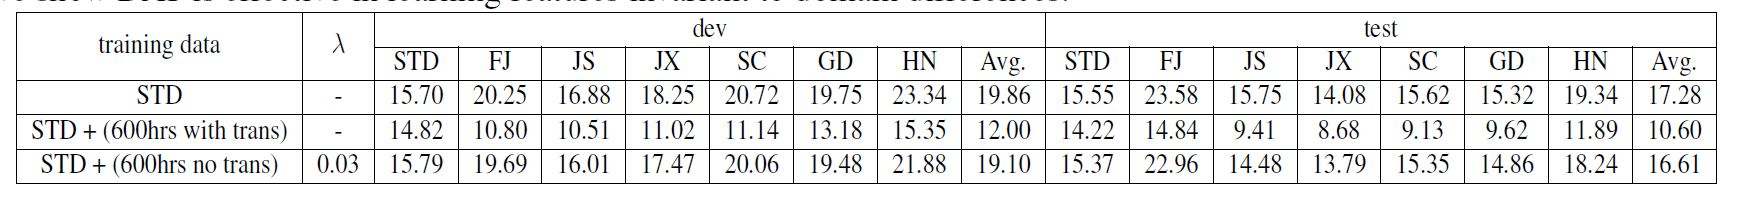 training data λ dev test
STD FJ JS JX SC GD HN Avg. STD FJ JS JX SC GD HN Avg.
STD - 15.70 20.25 16.88 18.25 20.72 19.75 23.34 19.86 15.55 23.58 15.75 14.08 15.62 15.32 19.34 17.28
STD + (600hrs with trans) - 14.82 10.80 10.51 11.02 11.14 13.18 15.35 12.00 14.22 14.84 9.41 8.68 9.13 9.62 11.89 10.60
STD + (600hrs no trans) 0.03 15.79 19.69 16.01 17.47 20.06 19.48 21.88 19.10 15.37 22.96 14.48 13.79 15.35 14.86 18.24 16.61